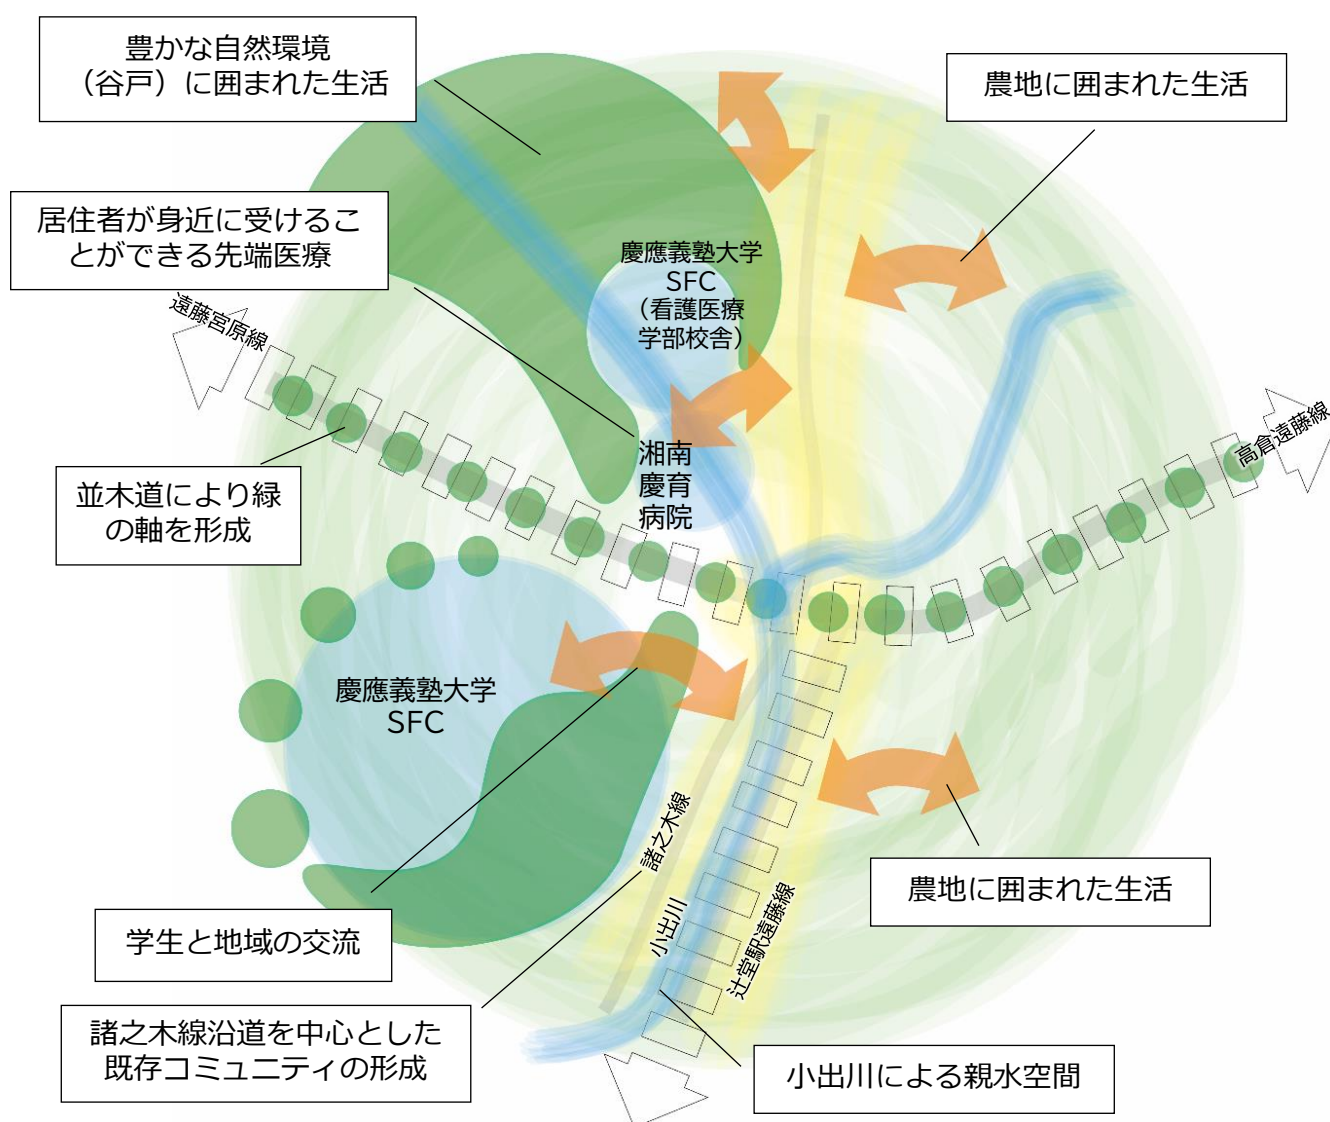 豊かな自然環境
（谷戸）に囲まれた生活
農地に囲まれた生活
居住者が身近に受けるこ
とができる先端医療
慶應義塾大学
SFC
（看護医療
学部校舎）
遠藤宮原線
高倉遠藤線
湘南
慶育
病院
並木道により緑
の軸を形成
慶應義塾大学
SFC
諸之木線
小出川
辻堂駅遠藤線
農地に囲まれた生活
学生と地域の交流
諸之木線沿道を中心とした
既存コミュニティの形成
小出川による親水空間